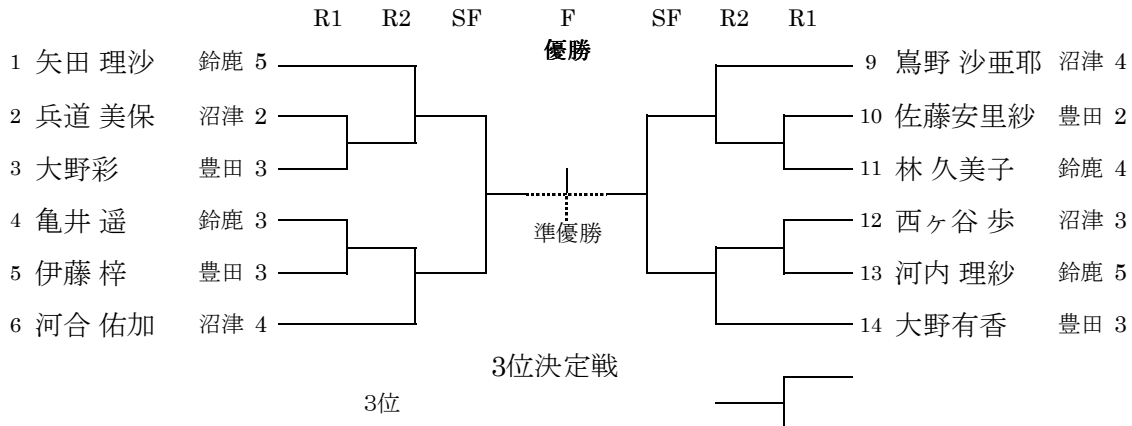 R1 R2 SF F SF R2 R1
優勝
1 矢田 理沙 鈴鹿 5
9 嶌野 沙亜耶 沼津 4
2 兵道 美保 沼津 2
10 佐藤安里紗 豊田 2
3 大野彩 豊田 3
11 林 久美子 鈴鹿 4
4 亀井 遥 鈴鹿 3
12 西ヶ谷 歩 沼津 3
準優勝
5 伊藤 梓 豊田 3
13 河内 理紗 鈴鹿 5
6 河合 佑加 沼津 4
14 大野有香 豊田 3
3位決定戦
3位